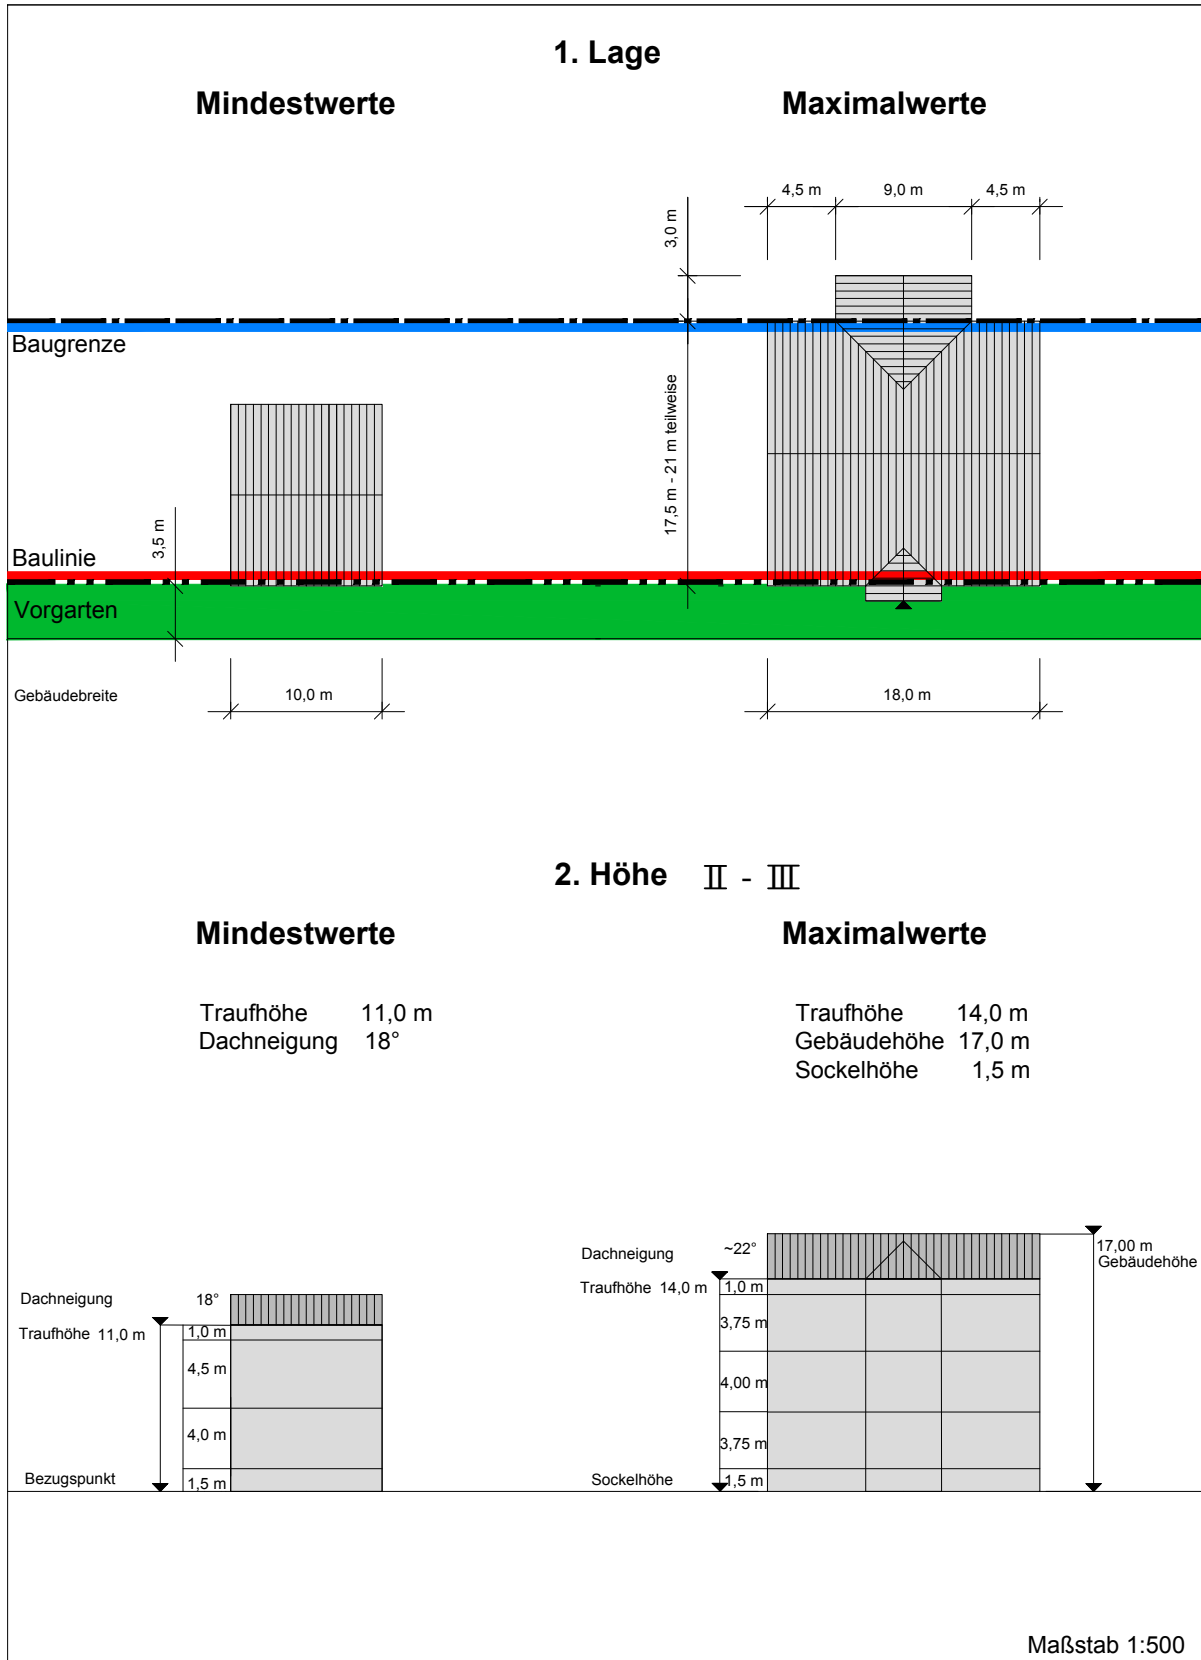 1. Lage
Mindestwerte
Maximalwerte
4,5 m
9,0 m
4,5 m
3,0 m
Baugrenze
17,5 m - 21 m teilweise
3,5 m
Baulinie
Vorgarten
Gebäudebreite
10,0 m
18,0 m
2. Höhe II - III
Mindestwerte
Maximalwerte
Traufhöhe 11,0 m
Dachneigung 18°
Traufhöhe 14,0 m
Gebäudehöhe 17,0 m
Sockelhöhe 1,5 m
Dachneigung ~22°
17,00 m
Gebäudehöhe
Traufhöhe 14,0 m 1,0 m
3,75 m
4,00 m
3,75 m
Sockelhöhe 1,5 m
Dachneigung 18°
Traufhöhe 11,0 m 1,0 m
4,5 m
4,0 m
Bezugspunkt 1,5 m
Maßstab 1:500